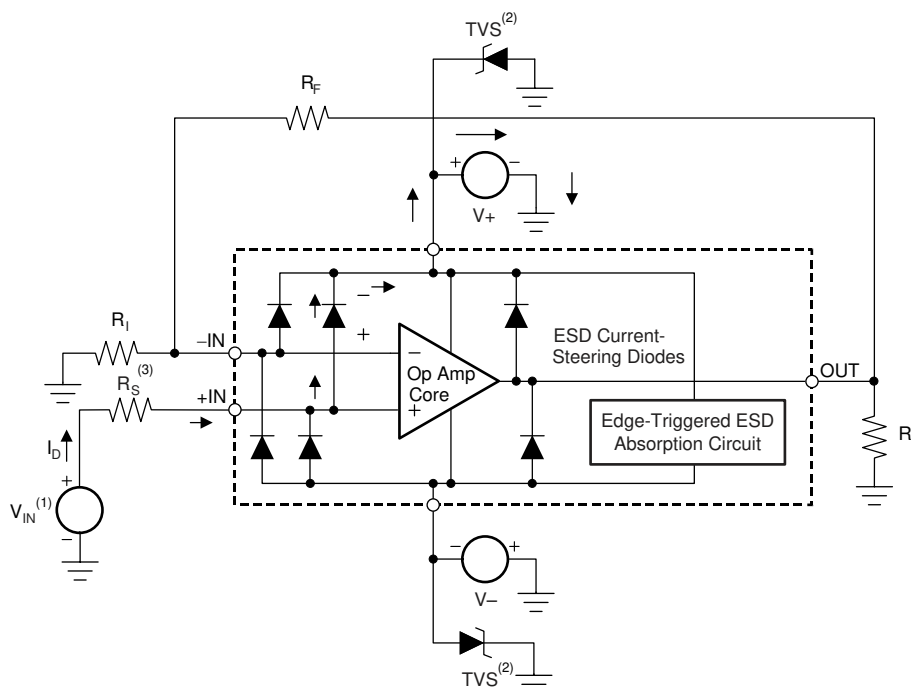 TVS(2)
RF
+ −
V+
RI
−IN
−
+
−
Op Amp
Core
+
ESD Current-
Steering Diodes
OUT
RS(3)
+IN
Edge-Triggered ESD
Absorption Circuit
R
ID
+
VIN(1)
−
− +
V−
TVS(2)